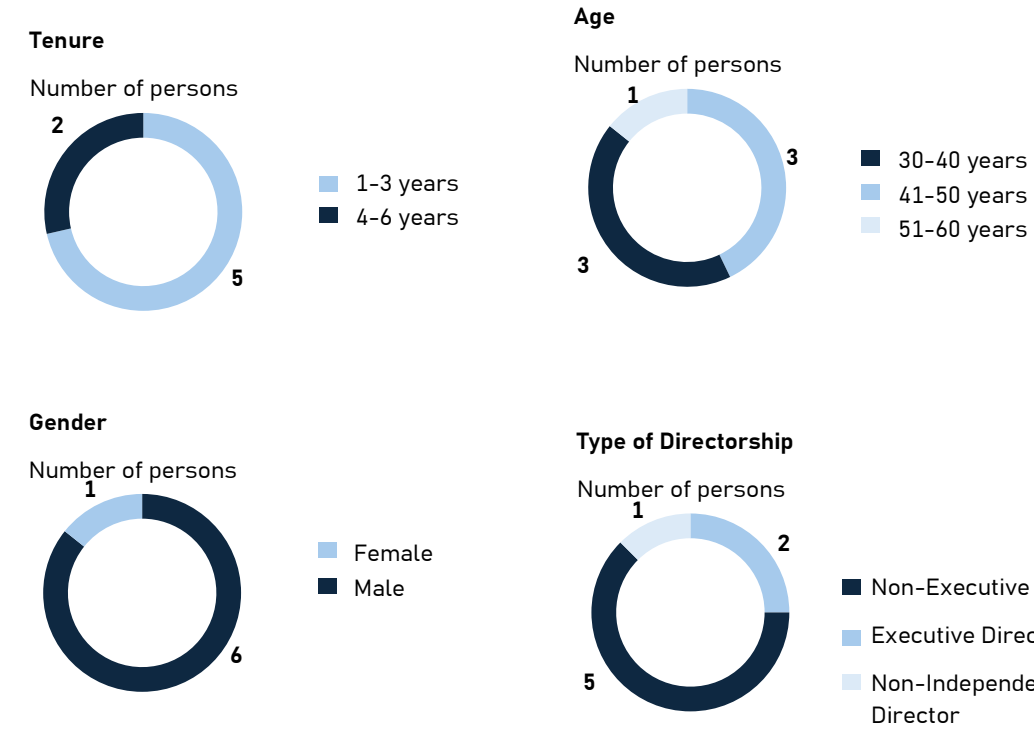 Tenure
Number of persons
2
5
1-3 years
4-6 years
Age
Number of persons
1
3
3
30-40 years
41-50 years
51-60 years
Gender
Number of persons
1
6
Female
Male
Type of Directorship
Number of persons
1
2
5
Non-Executive
Executive Direc
Non-Independe
Director